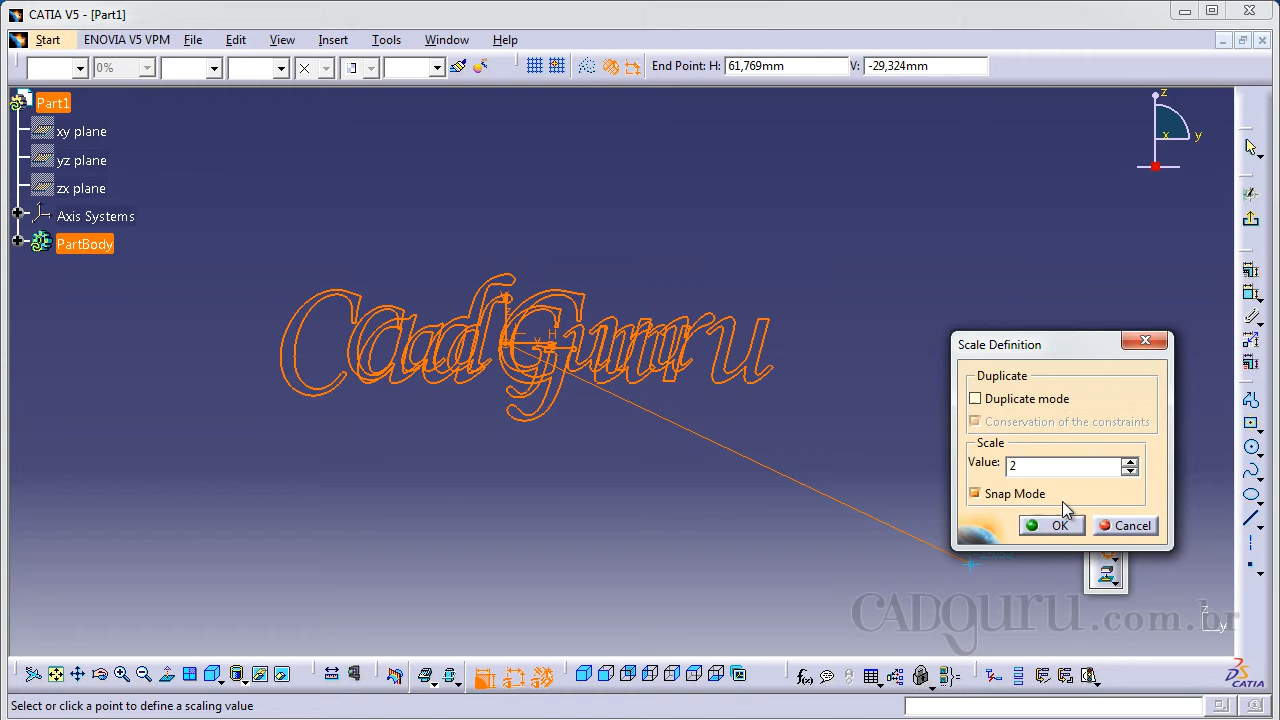 CATIA V5 - [Part1]
Start ENOVIA V5 VPM File Edit View Insert Tools Window Help
0% End Point: H: 61,769mm V: -29,324mm
Part1
xy plane
yz plane
zx plane
Axis Systems
PartBody
z
x y
Cad Guru
Scale Definition
Duplicate
Duplicate mode
Conservation of the constraints
Scale
Value: 2
Snap Mode
OK Cancel
CADGURU.com.br
z
y
f(x)
CATIA
Select or click a point to define a scaling value